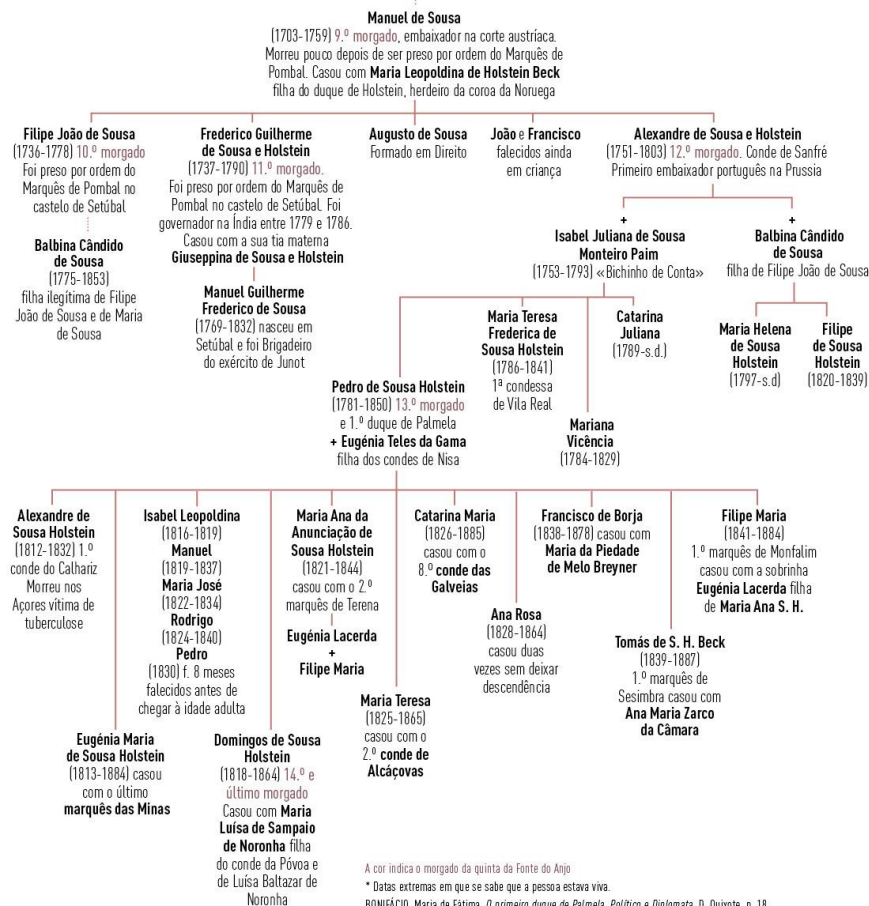 Manuel de Sousa
(1703-1759) 9.º morgado, embaixador na corte austríaca.
Morreu pouco depois de ser preso por ordem do Marquês de
Pombal. Casou com Maria Leopoldina de Holstein Beck
filha do duque de Holstein, herdeiro da coroa da Noruega
Filipe João de Sousa
(1736-1778) 10.º morgado
Foi preso por ordem do
Marquês de Pombal no
castelo de Setúbal
Balbina Cândido
de Sousa
(1775-1853)
filha ilegítima de Filipe
João de Sousa e de Maria
de Sousa
Frederico Guilherme
de Sousa e Holstein
(1737-1790) 11.º morgado.
Foi preso por ordem do Marquês de
Pombal no castelo de Setúbal. Foi
governador na Índia entre 1779 e 1786.
Casou com a sua tia materna
Giuseppina de Sousa e Holstein
Manuel Guilherme
Frederico de Sousa
(1769-1832) nasceu em
Setúbal e foi Brigadeiro
do exército de Junot
Augusto de Sousa
Formado em Direito
João e Francisco
falecidos ainda
em criança
Alexandre de Sousa e Holstein
(1751-1803) 12.º morgado. Conde de Sanfré
Primeiro embaixador português na Prussia
+
Isabel Juliana de Sousa
Monteiro Paim
(1753-1793) «Bichinho de Conta»
+
Balbina Cândido
de Sousa
filha de Filipe João de Sousa
Pedro de Sousa Holstein
(1781-1850) 13.º morgado
e 1.º duque de Palmela
+ Eugénia Teles da Gama
filha dos condes de Nisa
Maria Teresa
Frederica de
Sousa Holstein
(1786-1841)
1ª condessa
de Vila Real
Mariana
Vicência
(1784-1829)
Catarina
Juliana
(1789-s.d.)
Maria Helena
de Sousa
Holstein
(1797-s.d)
Filipe
de Sousa
Holstein
(1820-1839)
Alexandre de
Sousa Holstein
(1812-1832) 1.º
conde do Calhariz
Morreu nos
Açores vítima de
tuberculose
Eugénia Maria
de Sousa Holstein
(1813-1884) casou
com o último
marquês das Minas
Isabel Leopoldina
(1816-1819)
Manuel
(1819-1837)
Maria José
(1822-1834)
Rodrigo
(1824-1840)
Pedro
(1830) f. 8 meses
falecidos antes de
chegar à idade adulta
Domingos de Sousa
Holstein
(1818-1864) 14.º e
último morgado
Casou com Maria
Luísa de Sampaio
de Noronha filha
do conde da Póvoa e
de Luísa Baltazar de
Noronha
Maria Ana da
Anunciação de
Sousa Holstein
(1821-1844)
casou com o 2.º
marquês de Terena
Eugénia Lacerda
+
Filipe Maria
Maria Teresa
(1825-1865)
casou com o
2.º conde de
Alcáçovas
Catarina Maria
(1826-1885)
casou com o
8.º conde das
Galveias
Ana Rosa
(1828-1864)
casou duas
vezes sem deixar
descendência
Francisco de Borja
(1838-1878) casou com
Maria da Piedade
de Melo Breyner
Tomás de S. H. Beck
(1839-1887)
1.º marquês de
Sesimbra casou com
Ana Maria Zarco
da Câmara
Filipe Maria
(1841-1884)
1.º marquês de Monfalim
casou com a sobrinha
Eugénia Lacerda filha
de Maria Ana S. H.
A cor indica o morgado da quinta da Fonte do Anjo
* Datas extremas em que se sabe que a pessoa estava viva.
BONIFÁCIO, Maria de Fátima, O primeiro duque de Palmela, Político e Diplomata, D. Quixote, p. 18